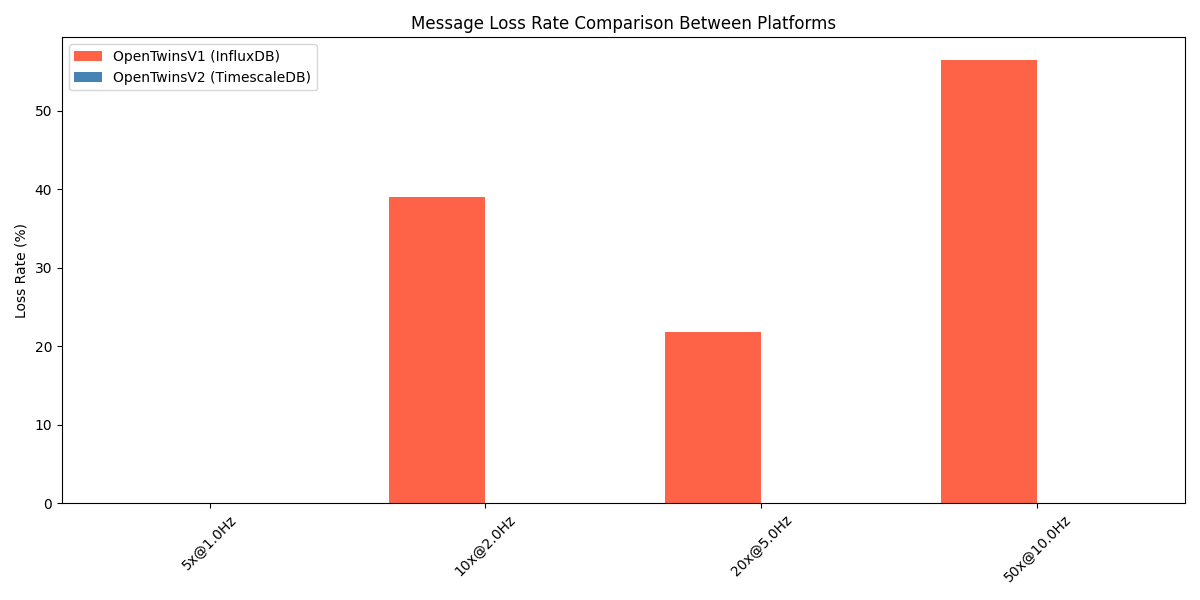 Message Loss Rate Comparison Between Platforms
OpenTwinsV1 (InfluxDB)
OpenTwinsV2 (TimescaleDB)
Loss Rate (%)
50
40
30
20
10
0
5x@1.0Hz
10x@2.0Hz
20x@5.0Hz
50x@10.0Hz